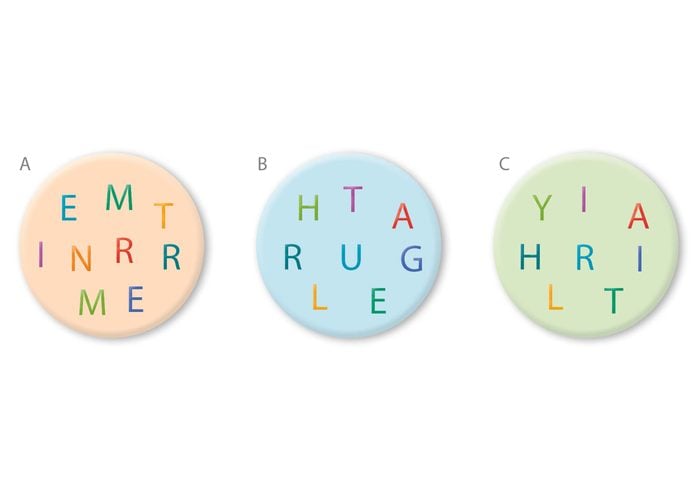 A
E M T
I N R R
M E
B
H T A
R U G
L E
C
Y I A
H R I
L T